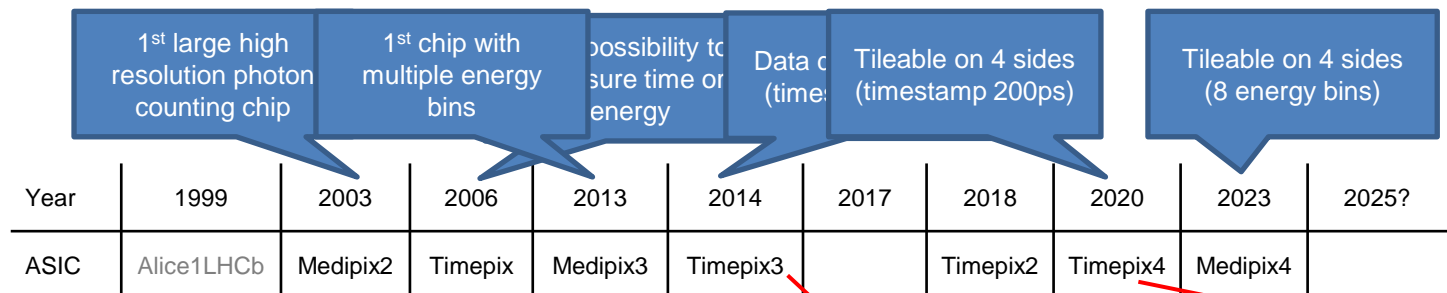 1st large high
resolution photon
counting chip
1st chip with
multiple energy
bins
possibility to
sure time or
energy
Data
(times
Tileable on 4 sides
(timestamp 200ps)
Tileable on 4 sides
(8 energy bins)
Year 1999 2003 2006 2013 2014 2017 2018 2020 2023 2025?
ASIC Alice1LHCb Medipix2 Timepix Medipix3 Timepix3 Timepix2 Timepix4 Medipix4